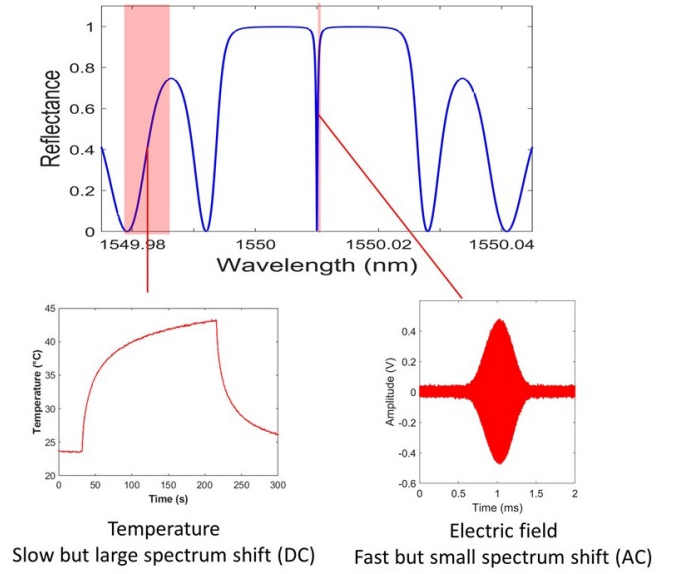 1
0.8
0.6
0.4
0.2
0
Reflectance
1549.98 1550 1550.02 1550.04
Wavelength (nm)
45
40
35
30
25
20
Temperature (°C)
0 50 100 150 200 250 300
Time (s)
0.4
0.2
0
-0.2
-0.4
-0.6
Amplitude (V)
0 0.5 1 1.5 2
Time (ms)
Temperature
Slow but large spectrum shift (DC)
Electric field
Fast but small spectrum shift (AC)